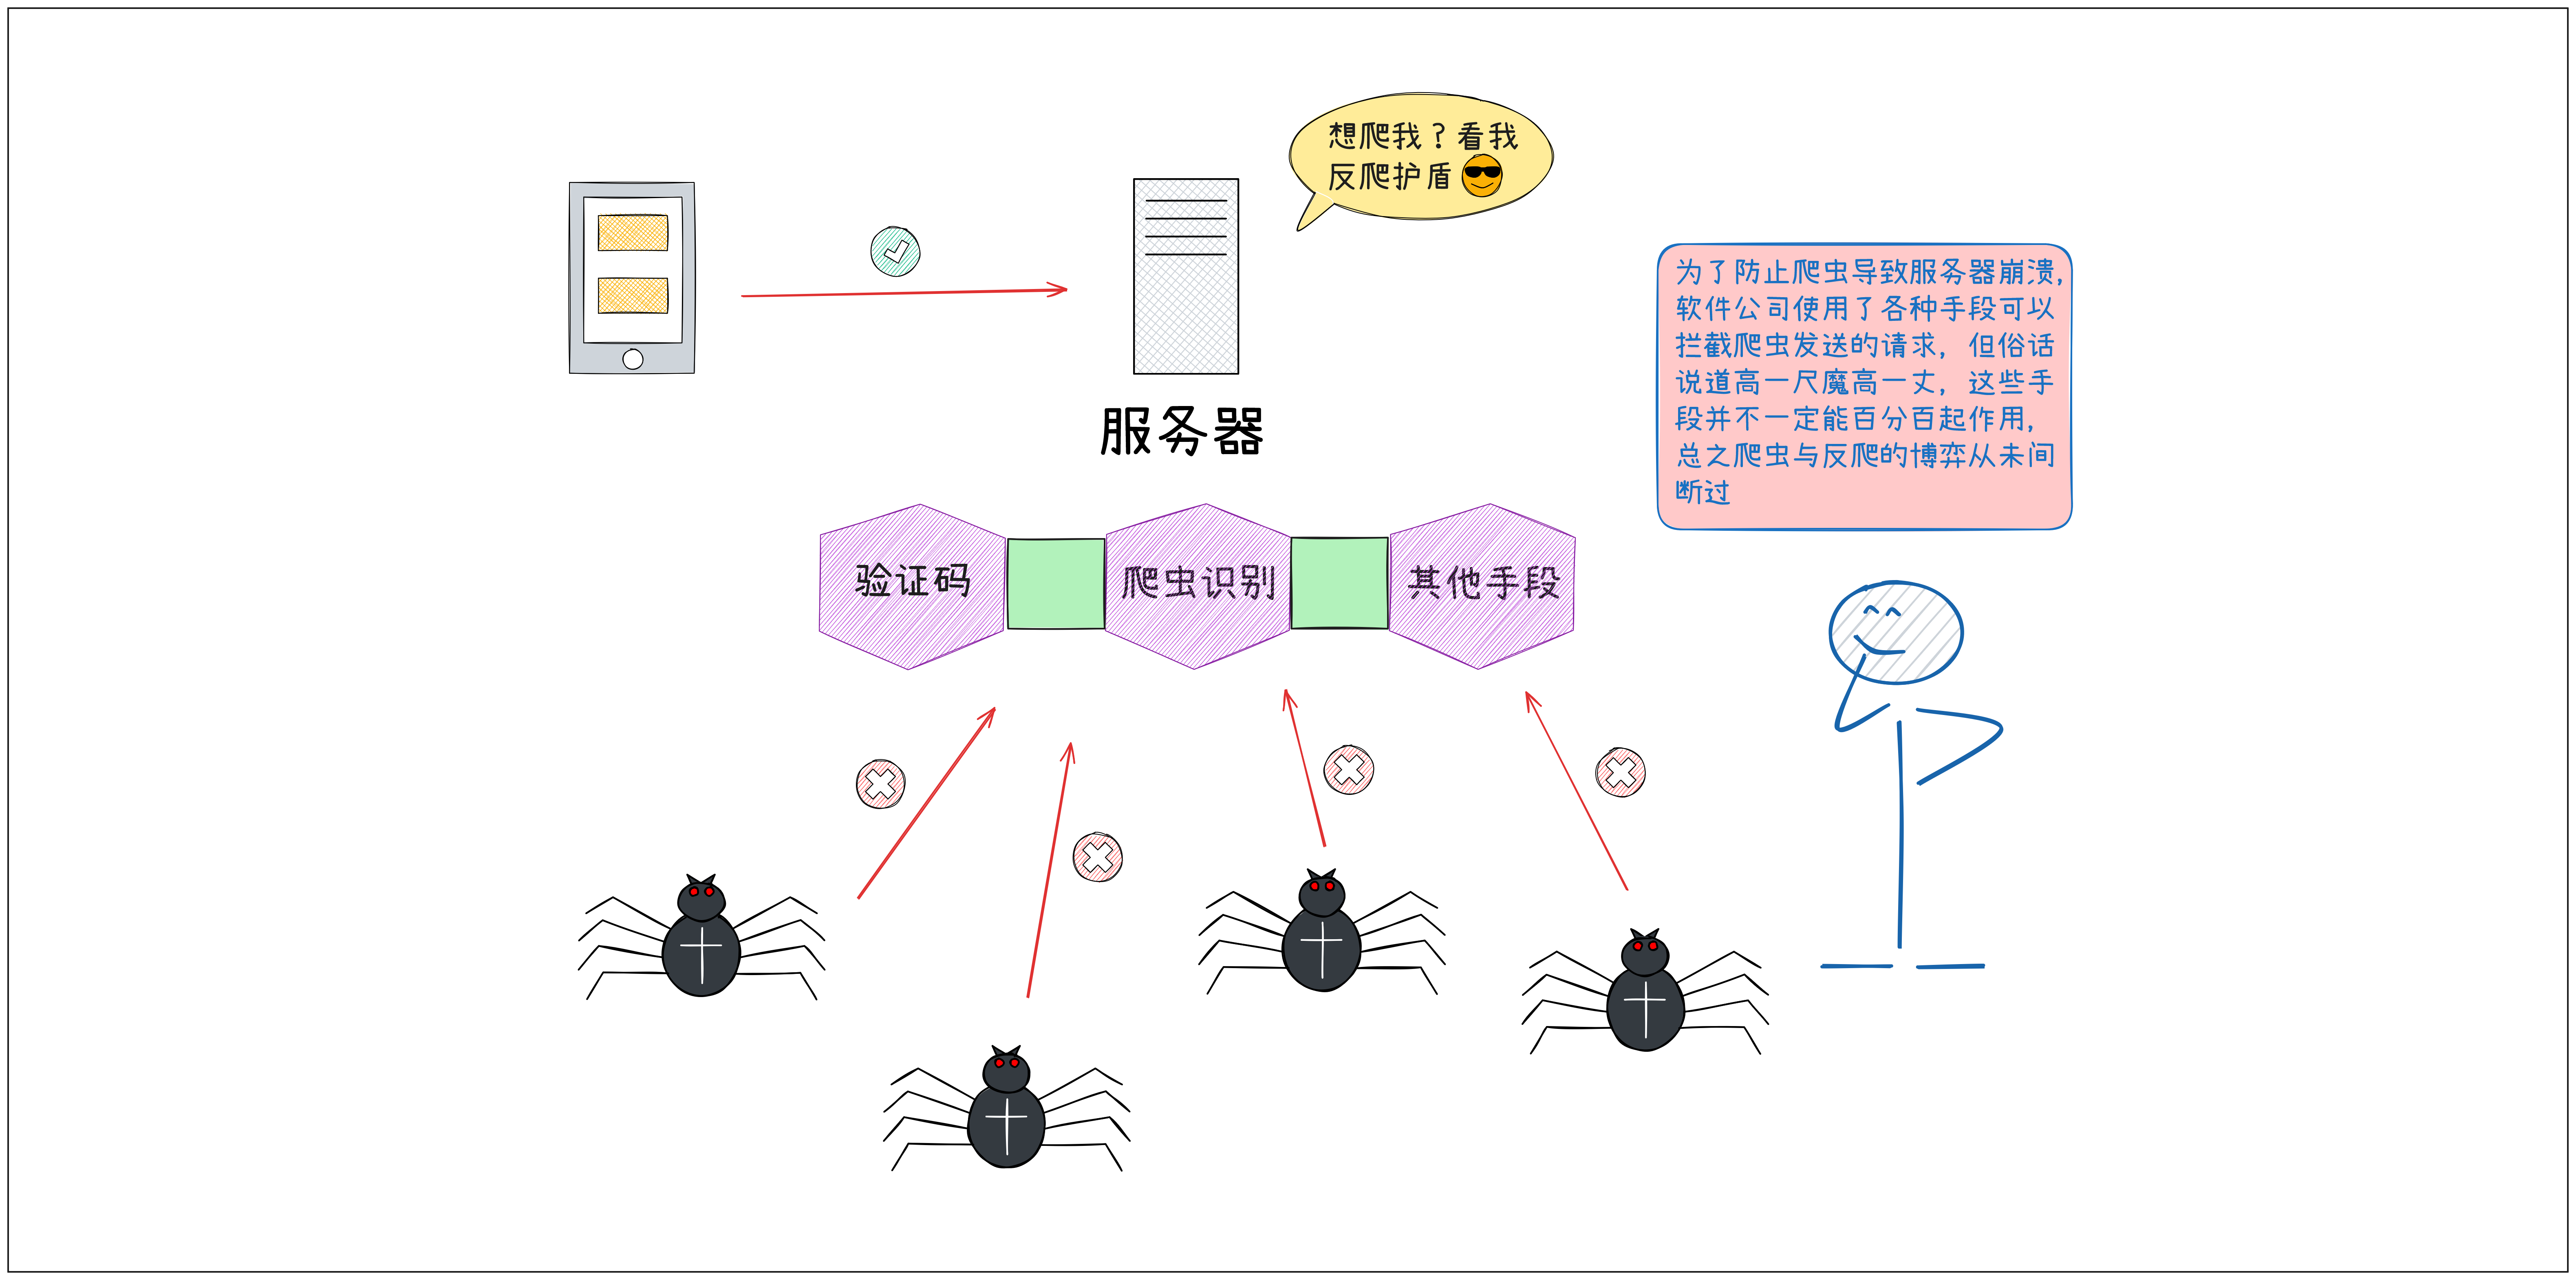 想爬我？看我
反爬护盾
服务器
为了防止爬虫导致服务器崩溃,
软件公司使用了各种手段可以
拦截爬虫发送的请求，但俗话
说道高一尺魔高一丈，这些手
段并不一定能百分百起作用，
总之爬虫与反爬的博弈从未间
断过
验证码
爬虫识别
其他手段